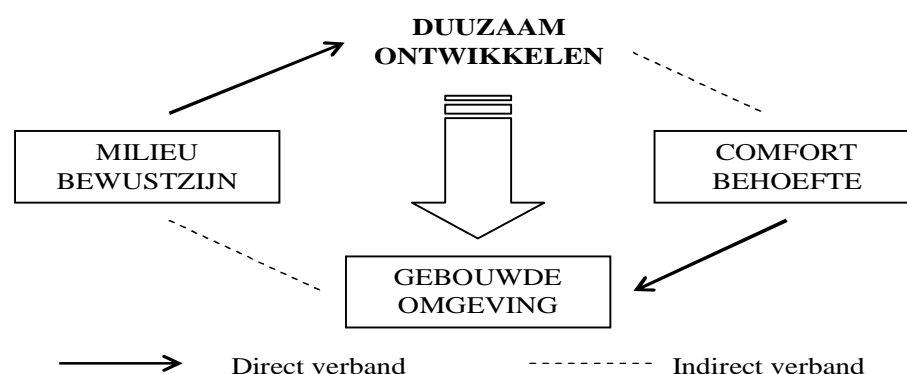 DUUZAAM
ONTWIKKELEN
MILIEU
BEWUSTZIJN
COMFORT
BEHOEFTE
GEBOUWDE
OMGEVING
Direct verband
Indirect verband